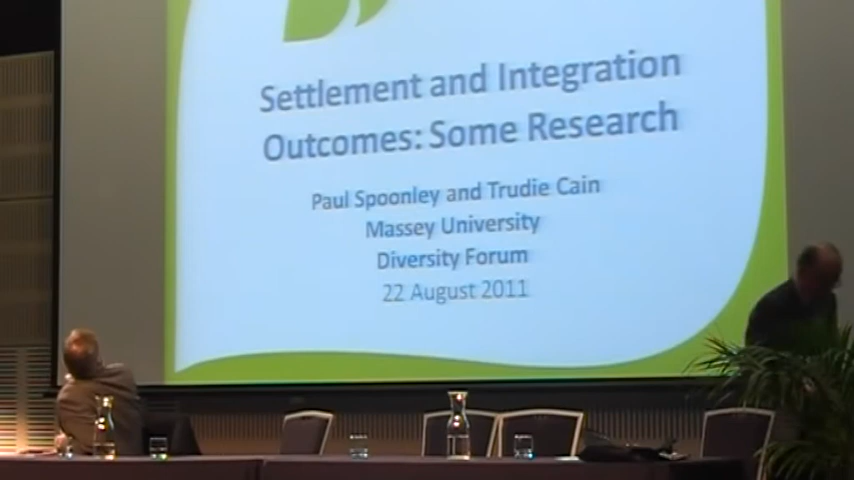 Settlement and Integration
Outcomes: Some Research
Paul Spoonley and Trudie Cain
Massey University
Diversity Forum
22 August 2011